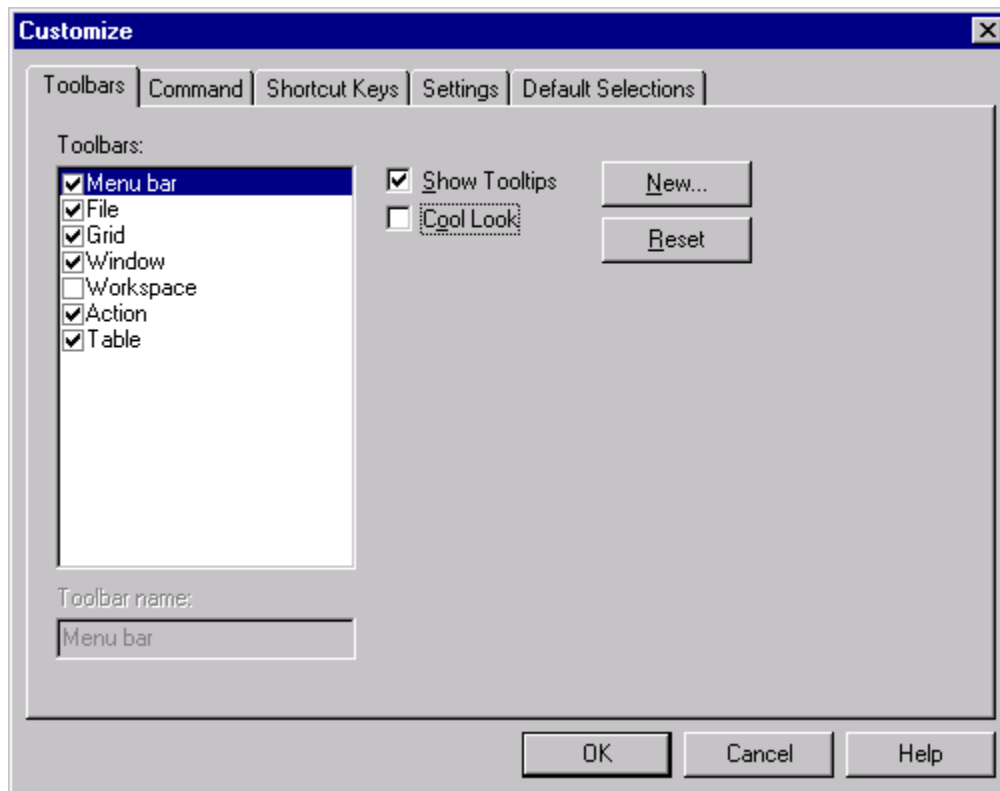 Customize
Toolbars Command Shortcut Keys Settings Default Selections
Toolbars:
Menu bar
File
Grid
Window
Workspace
Action
Table
Show Tooltips
Cool Look
New...
Reset
Toolbar name:
Menu bar
OK Cancel Help